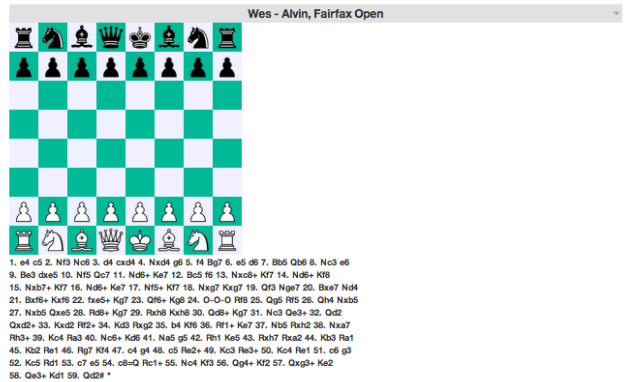 Wes - Alvin, Fairfax Open
1. e4 c5 2. Nf3 Nc6 3. d4 cxd4 4. Nxd4 g6 5. f4 Bg7 6. e5 d6 7. Bb5 Qb6 8. Nc3 e6
9. Be3 dxe5 10. Nf5 Qc7 11. Nd6+ Ke7 12. Bc5 f6 13. Nxc8+ Kf7 14. Nd6+ Kf8
15. Nxb7+ Kf7 16. Nd6+ Ke7 17. Nf5+ Kf7 18. Nxg7 Kxg7 19. Qf3 Nge7 20. Bxe7 Nd4
21. Bxf6+ Kxf6 22. fxe5+ Kg7 23. Qf6+ Kg8 24. O-O-O Rf8 25. Qg5 Rf5 26. Qh4 Nxb5
27. Nxb5 Qxe5 28. Rd8+ Kg7 29. Rxh8 Kxh8 30. Qd8+ Kg7 31. Nc3 Qe3+ 32. Qd2
Qxd2+ 33. Kxd2 Rf2+ 34. Kd3 Rxg2 35. b4 Kf6 36. Rf1+ Ke7 37. Nb5 Rxh2 38. Nxa7
Rh3+ 39. Kc4 Ra3 40. Nc6+ Kd6 41. Na5 g5 42. Rh1 Ke5 43. Rxh7 Rxa2 44. Kb3 Ra1
45. Kb2 Re1 46. Rg7 Kf4 47. c4 g4 48. c5 Re2+ 49. Kc3 Re3+ 50. Kc4 Re1 51. c6 g3
52. Kc5 Rd1 53. c7 e5 54. c8=Q Rc1+ 55. Nc4 Kf3 56. Qg4+ Kf2 57. Qxg3+ Ke2
58. Qe3+ Kd1 59. Qd2# *